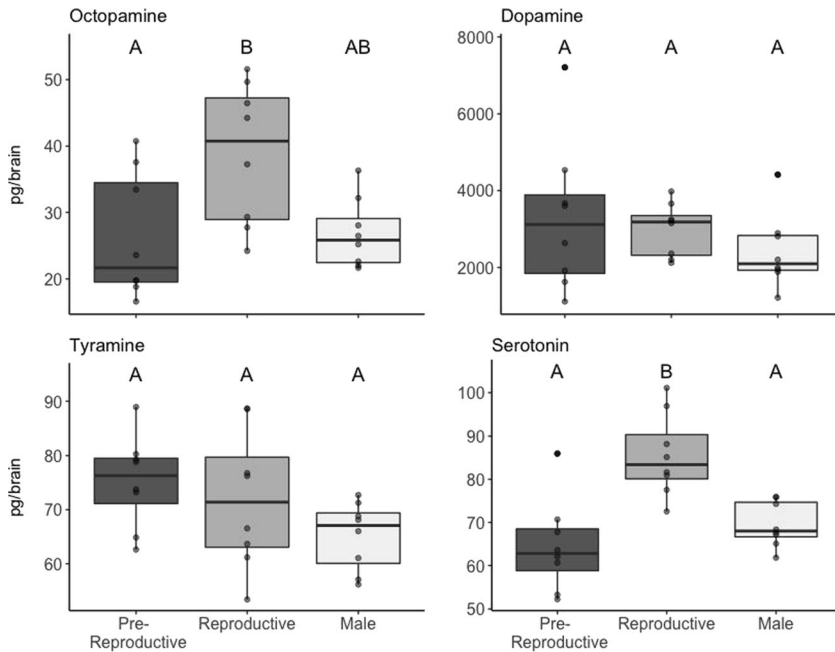 Octopamine
A B AB
pg/brain
50
40
30
20
Dopamine
A A A
8000
6000
4000
2000
Tyramine
A A A
pg/brain
90
80
70
60
Pre-
Reproductive Reproductive Male
Serotonin
A B A
100
90
80
70
60
50
Pre-
Reproductive Reproductive Male